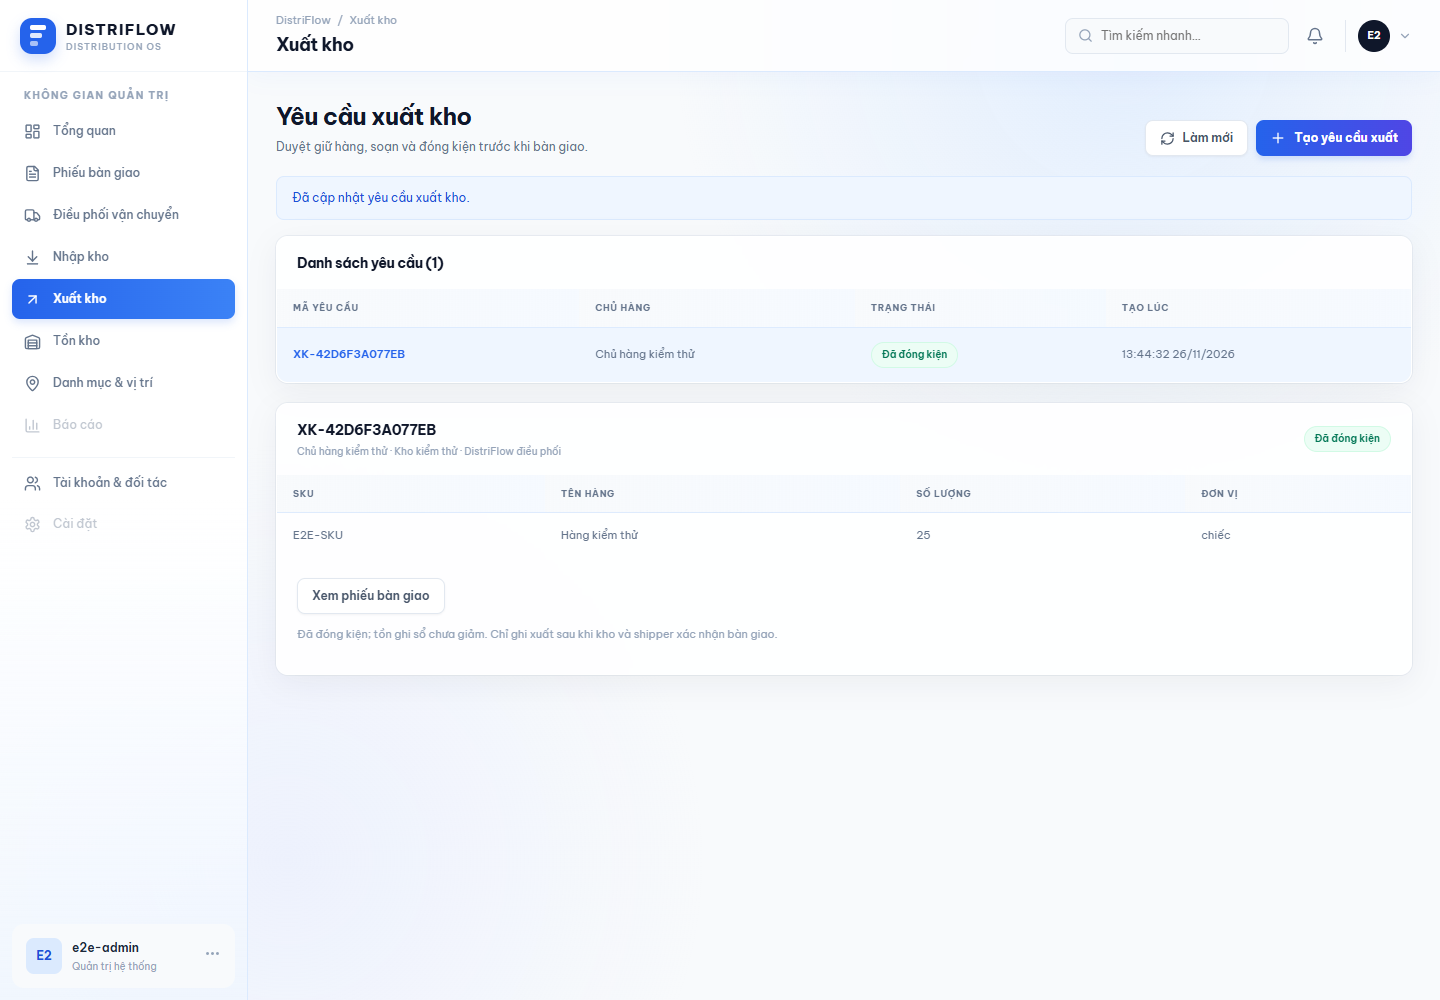 DISTRIFLOW
DISTRIBUTION OS
KHÔNG GIAN QUẢN TRỊ
Tổng quan
Phiếu bàn giao
Điều phối vận chuyển
Nhập kho
Xuất kho
Tồn kho
Danh mục & vị trí
Báo cáo
Tài khoản & đối tác
Cài đặt
E2
e2e-admin
Quản trị hệ thống
DistriFlow / Xuất kho
Xuất kho
Tìm kiếm nhanh...
E2
Yêu cầu xuất kho
Duyệt giữ hàng, soạn và đóng kiện trước khi bàn giao.
Làm mới
Tạo yêu cầu xuất
Đã cập nhật yêu cầu xuất kho.
Danh sách yêu cầu (1)
MÃ YÊU CẦU CHỦ HÀNG TRẠNG THÁI TẠO LÚC
XK-42D6F3A077EB Chủ hàng kiểm thử Đã đóng kiện 13:44:32 26/11/2026
XK-42D6F3A077EB
Chủ hàng kiểm thử · Kho kiểm thử · DistriFlow điều phối
Đã đóng kiện
SKU TÊN HÀNG SỐ LƯỢNG ĐƠN VỊ
E2E-SKU Hàng kiểm thử 25 chiếc
Xem phiếu bàn giao
Đã đóng kiện; tồn ghi sổ chưa giảm. Chỉ ghi xuất sau khi kho và shipper xác nhận bàn giao.